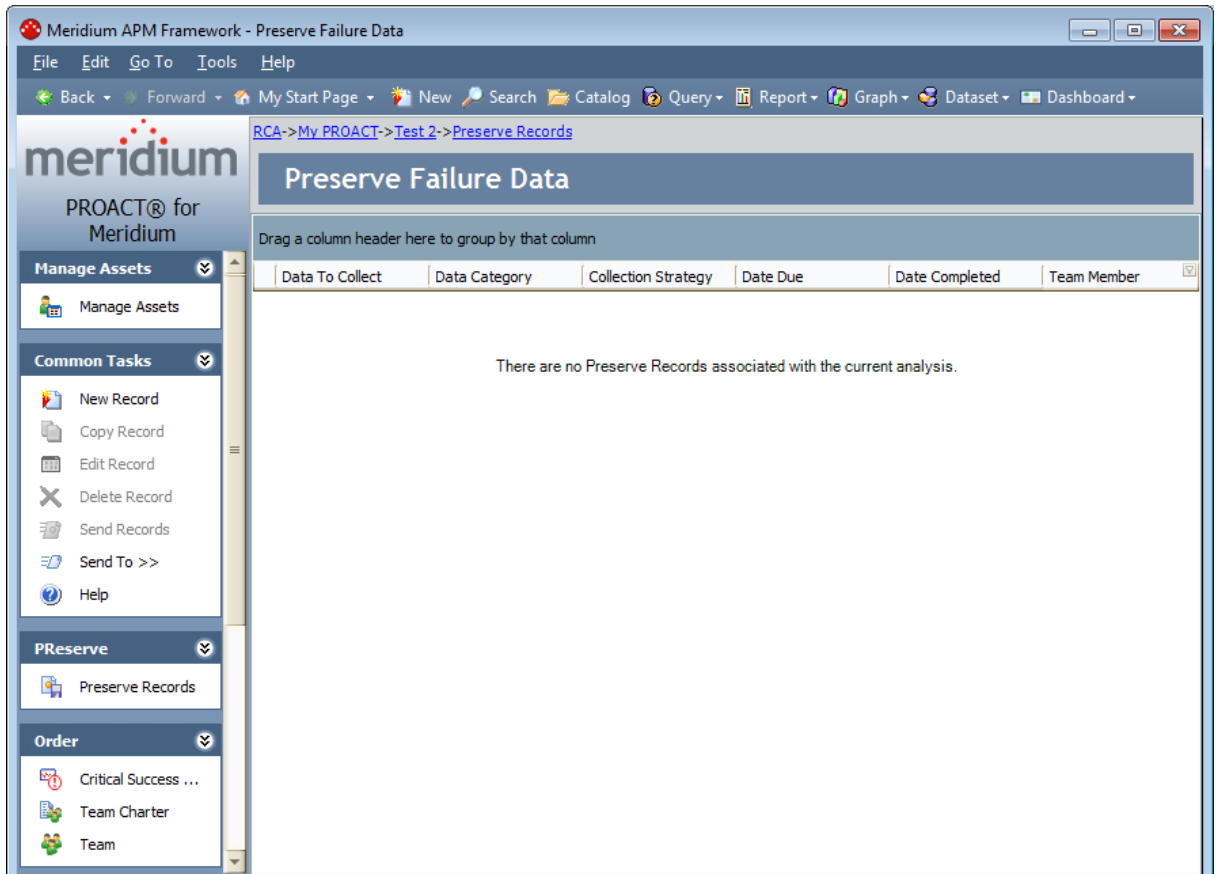 Meridium APM Framework - Preserve Failure Data
File Edit Go To Tools Help
Back Forward My Start Page New Search Catalog Query Report Graph Dataset Dashboard
meridium
PROACT® for
Meridium
RCA->My PROACT->Test 2->Preserve Records
Preserve Failure Data
Drag a column header here to group by that column
Data To Collect Data Category Collection Strategy Date Due Date Completed Team Member
There are no Preserve Records associated with the current analysis.
Manage Assets
Manage Assets
Common Tasks
New Record
Copy Record
Edit Record
Delete Record
Send Records
Send To >>
Help
PReserve
Preserve Records
Order
Critical Success ...
Team Charter
Team